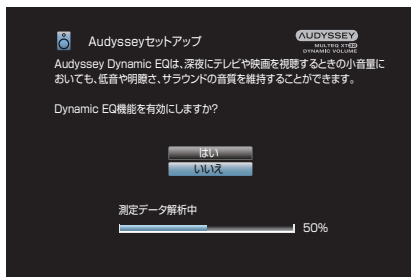 Audysseyセットアップ
AUDYSSEY
MULTEQ XT32
DYNAMIC VOLUME
Audyssey Dynamic EQは、深夜にテレビや映画を視聴するときの小音量に
おいても、低音や明瞭さ、サラウンドの音質を維持することができます。
Dynamic EQ機能を有効にしますか?
はい
いいえ
測定データ解析中
50%